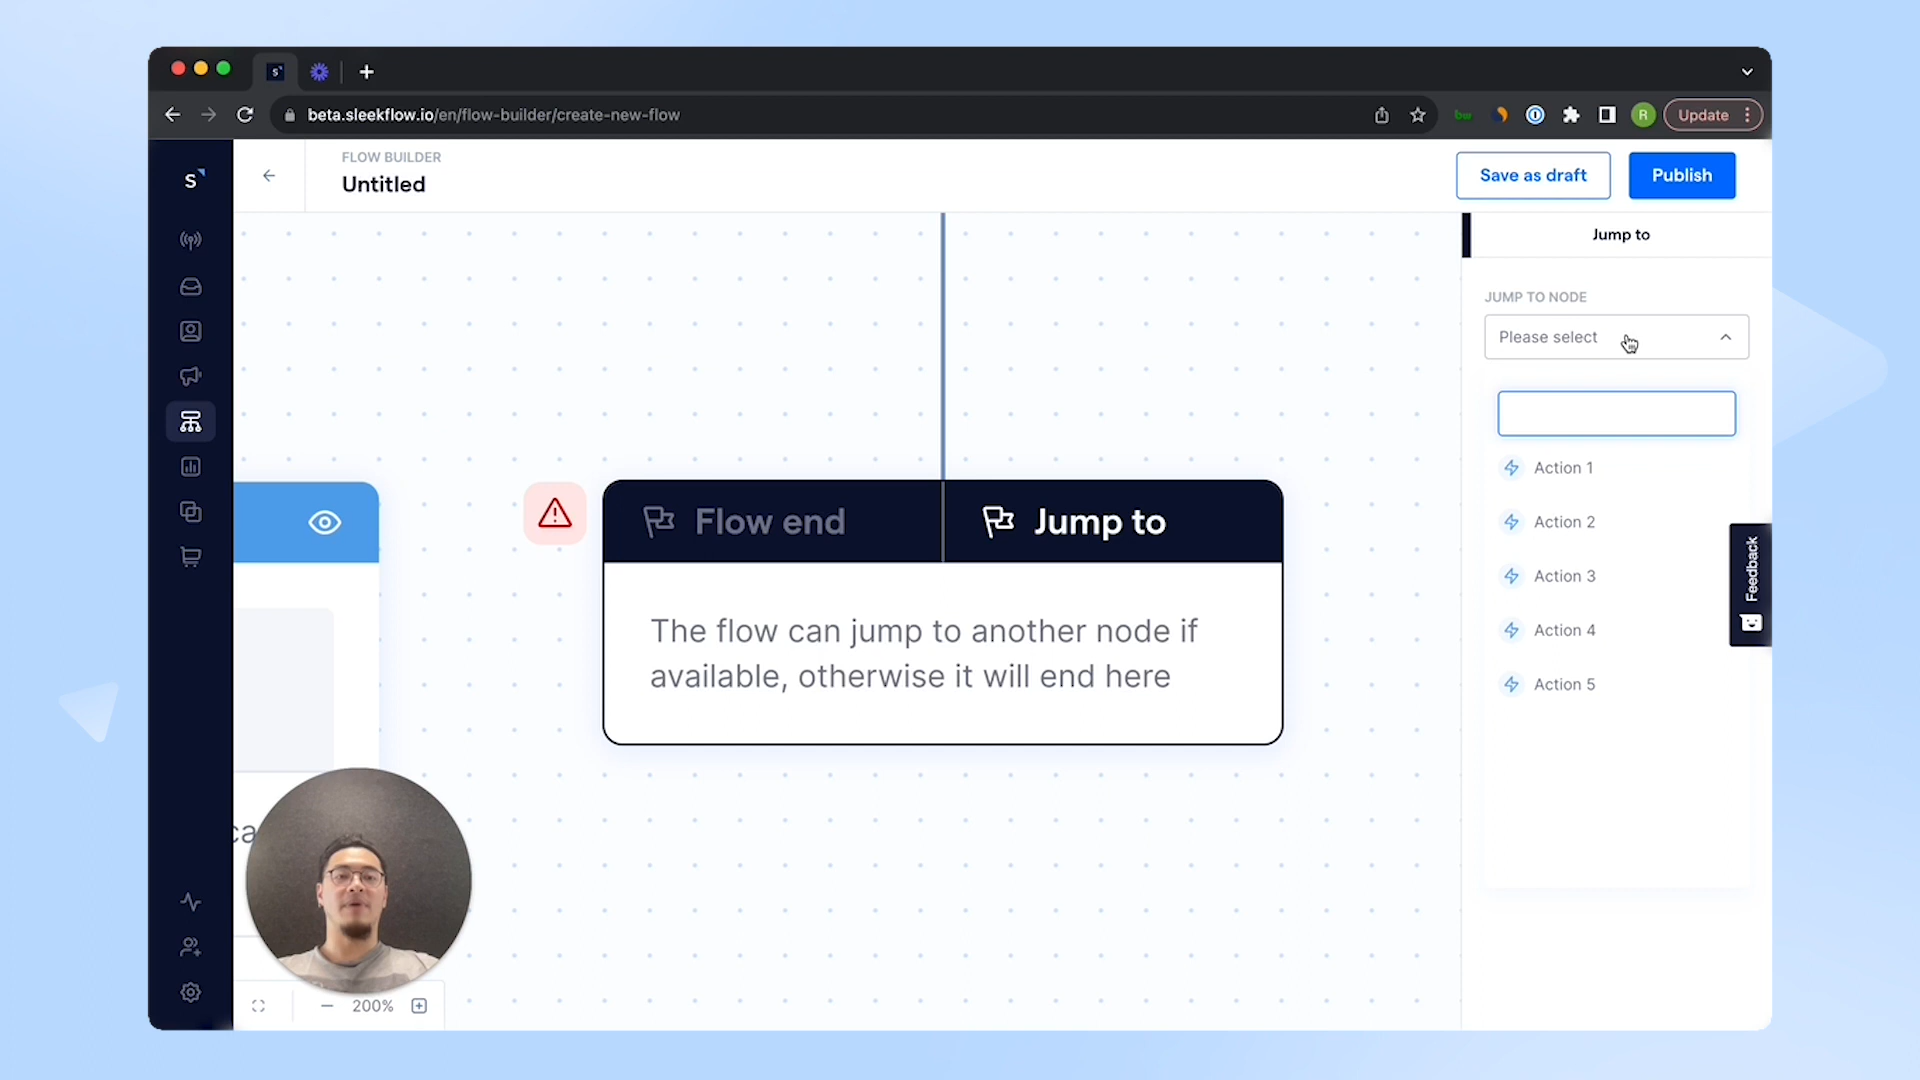 beta.sleekflow.io/en/flow-builder/create-new-flow
R
Update
S
FLOW BUILDER
Untitled
Save as draft
Publish
Jump to
JUMP TO NODE
Please select
Action 1
Action 2
Action 3
Action 4
Action 5
Feedback
Flow end
Jump to
The flow can jump to another node if
available, otherwise it will end here
ca
200%